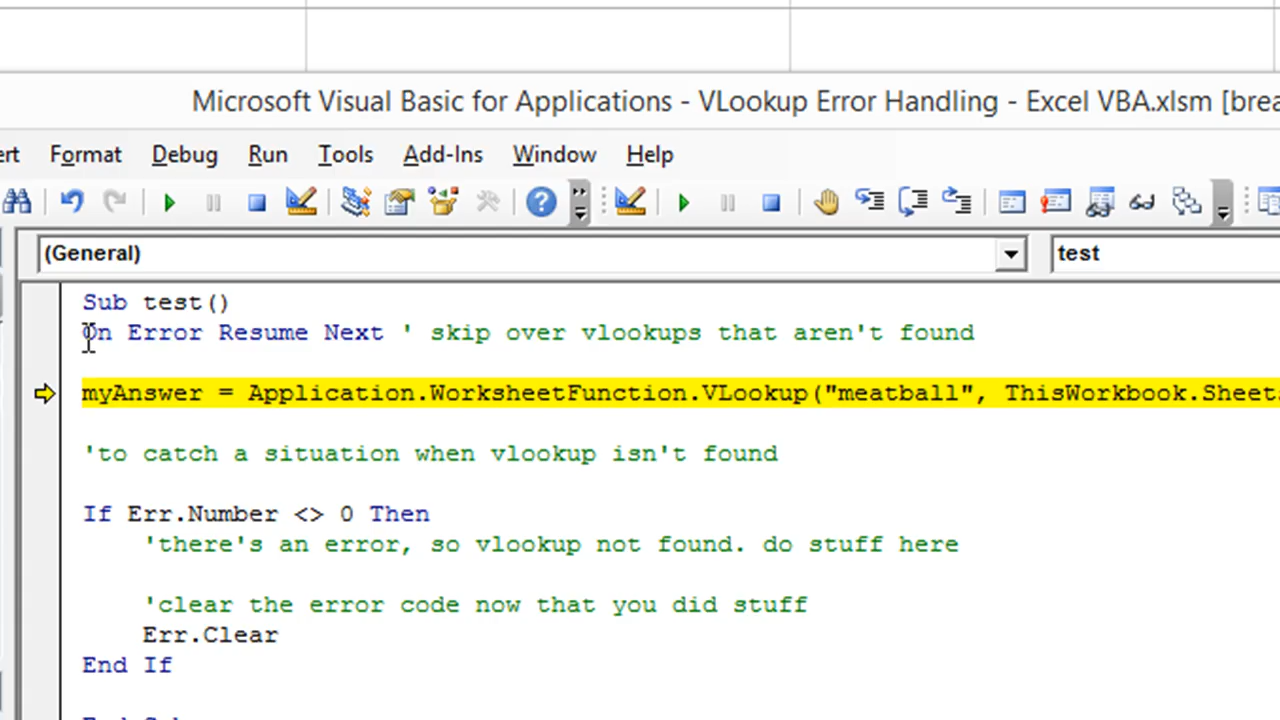 Microsoft Visual Basic for Applications - VLookup Error Handling - Excel VBA.xlsm [brea
ert Format Debug Run Tools Add-Ins Window Help
(General) test
Sub test()
On Error Resume Next ' skip over vlookups that aren't found
myAnswer = Application.WorksheetFunction.VLookup("meatball", ThisWorkbook.Sheets
'to catch a situation when vlookup isn't found
If Err.Number <> 0 Then
'there's an error, so vlookup not found. do stuff here
'clear the error code now that you did stuff
Err.Clear
End If
End Sub